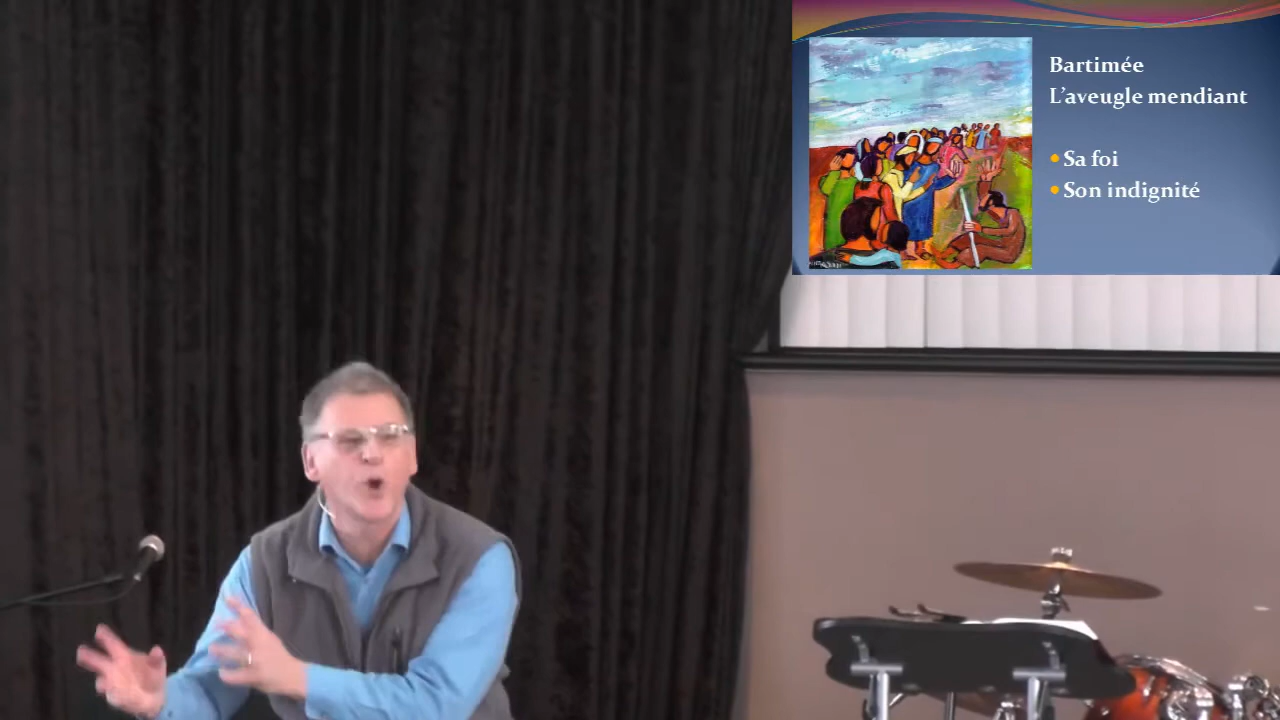 Bartimée
L’aveugle mendiant
• Sa foi
• Son indignité